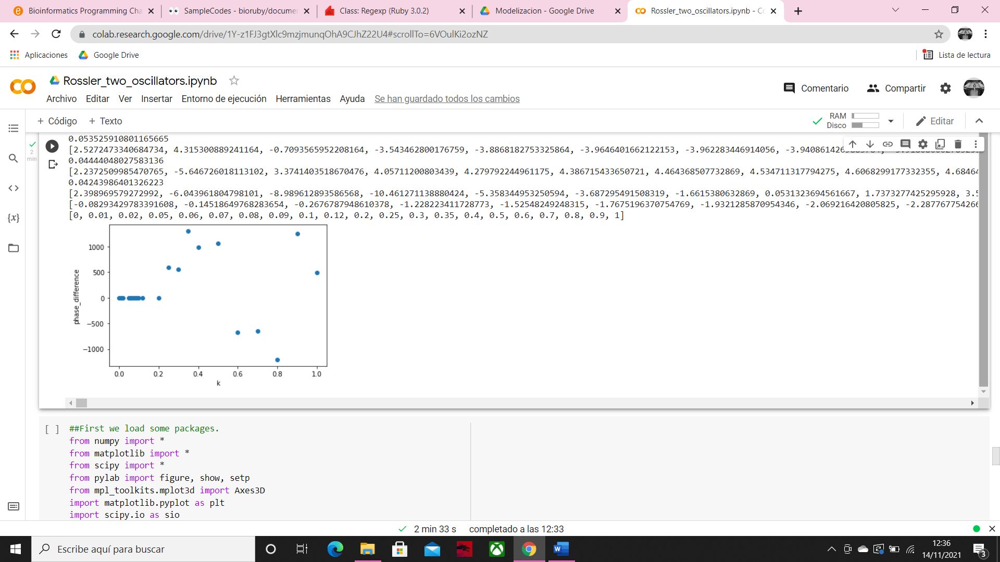 Bioinformatics Programming Cha
SampleCodes - bioruby/documen
Class: Regexp (Ruby 3.0.2)
Modelizacion - Google Drive
Rossler_two_oscillators.ipynb - Co
colab.research.google.com/drive/1Y-z1FJ3gtXlc9mzjmunqOhA9CJhZ22U4#scrollTo=6VOulKi2ozNZ
Aplicaciones
Google Drive
Lista de lectura
Rossler_two_oscillators.ipynb
Comentario
Compartir
Archivo Editar Ver Insertar Entorno de ejecución Herramientas Ayuda Se han guardado todos los cambios
+ Código + Texto
RAM
Disco
Editar
2
min
0.053525910801165665
[2.5272473340684734, 4.315300889241164, -0.7093565952208164, -3.543462800176759, -3.8868182753325864, -3.9646401662122153, -3.962283446914056,
0.04444048027583136
[2.2372509985470765, -5.646726018113102, 3.3741403518670476, 4.05711200803439, 4.279792244961175, 4.386715433650721, 4.464368507732869, 4.534711317794275, 4.6068299177332355, 4.68464
0.04243986401326223
[2.398969579272992, -6.043961804798101, -8.989612893586568, -10.461271138880424, -5.358344953250594, -3.687295491508319, -1.6615380632869, 0.0531323694561667, 1.7373277425295928, 3.5
[-0.08293429783391608, -0.14518649768283654, -0.2676787948610378, -1.228223411728773, -1.52548249248315, -1.7675196370754769, -1.9321285870954346, -2.069216420805825, -2.287767754266
[0, 0.01, 0.02, 0.05, 0.06, 0.07, 0.08, 0.09, 0.1, 0.12, 0.2, 0.25, 0.3, 0.35, 0.4, 0.5, 0.6, 0.7, 0.8, 0.9, 1]
1000
500
0
−500
−1000
phase_difference
0.0 0.2 0.4 0.6 0.8 1.0
k
[ ]
##First we load some packages.
from numpy import *
from matplotlib import *
from scipy import *
from pylab import figure, show, setp
from mpl_toolkits.mplot3d import Axes3D
import matplotlib.pyplot as plt
import scipy.io as sio
2 min 33 s completado a las 12:33
Escribe aquí para buscar
12:36
14/11/2021
3